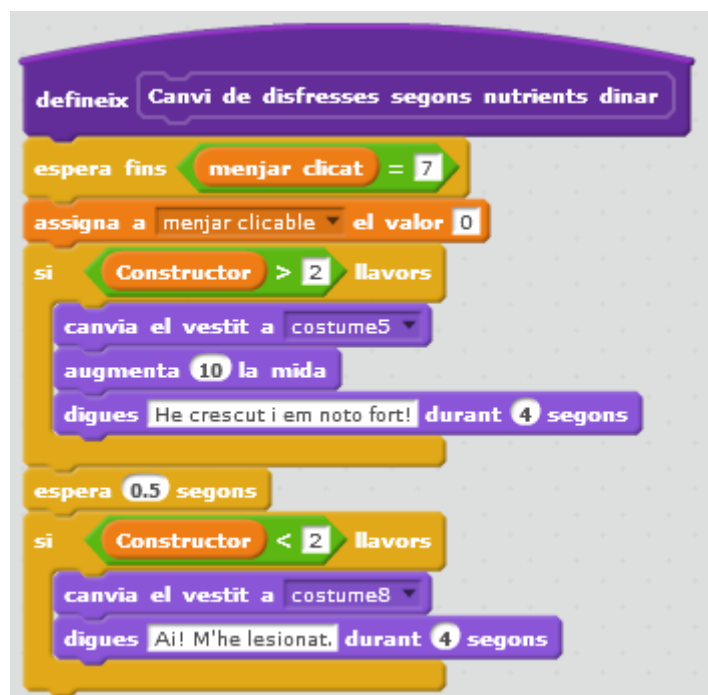 defineix Canvi de disfresses segons nutrients dinar
espera fins menjar clicat = 7
assigna a menjar clicable el valor 0
si Constructor > 2 llavors
canvia el vestit a costume5
augmenta 10 la mida
digues He crescut i em noto fort! durant 4 segons
espera 0.5 segons
si Constructor < 2 llavors
canvia el vestit a costume8
digues Ai! M'he lesionat. durant 4 segons